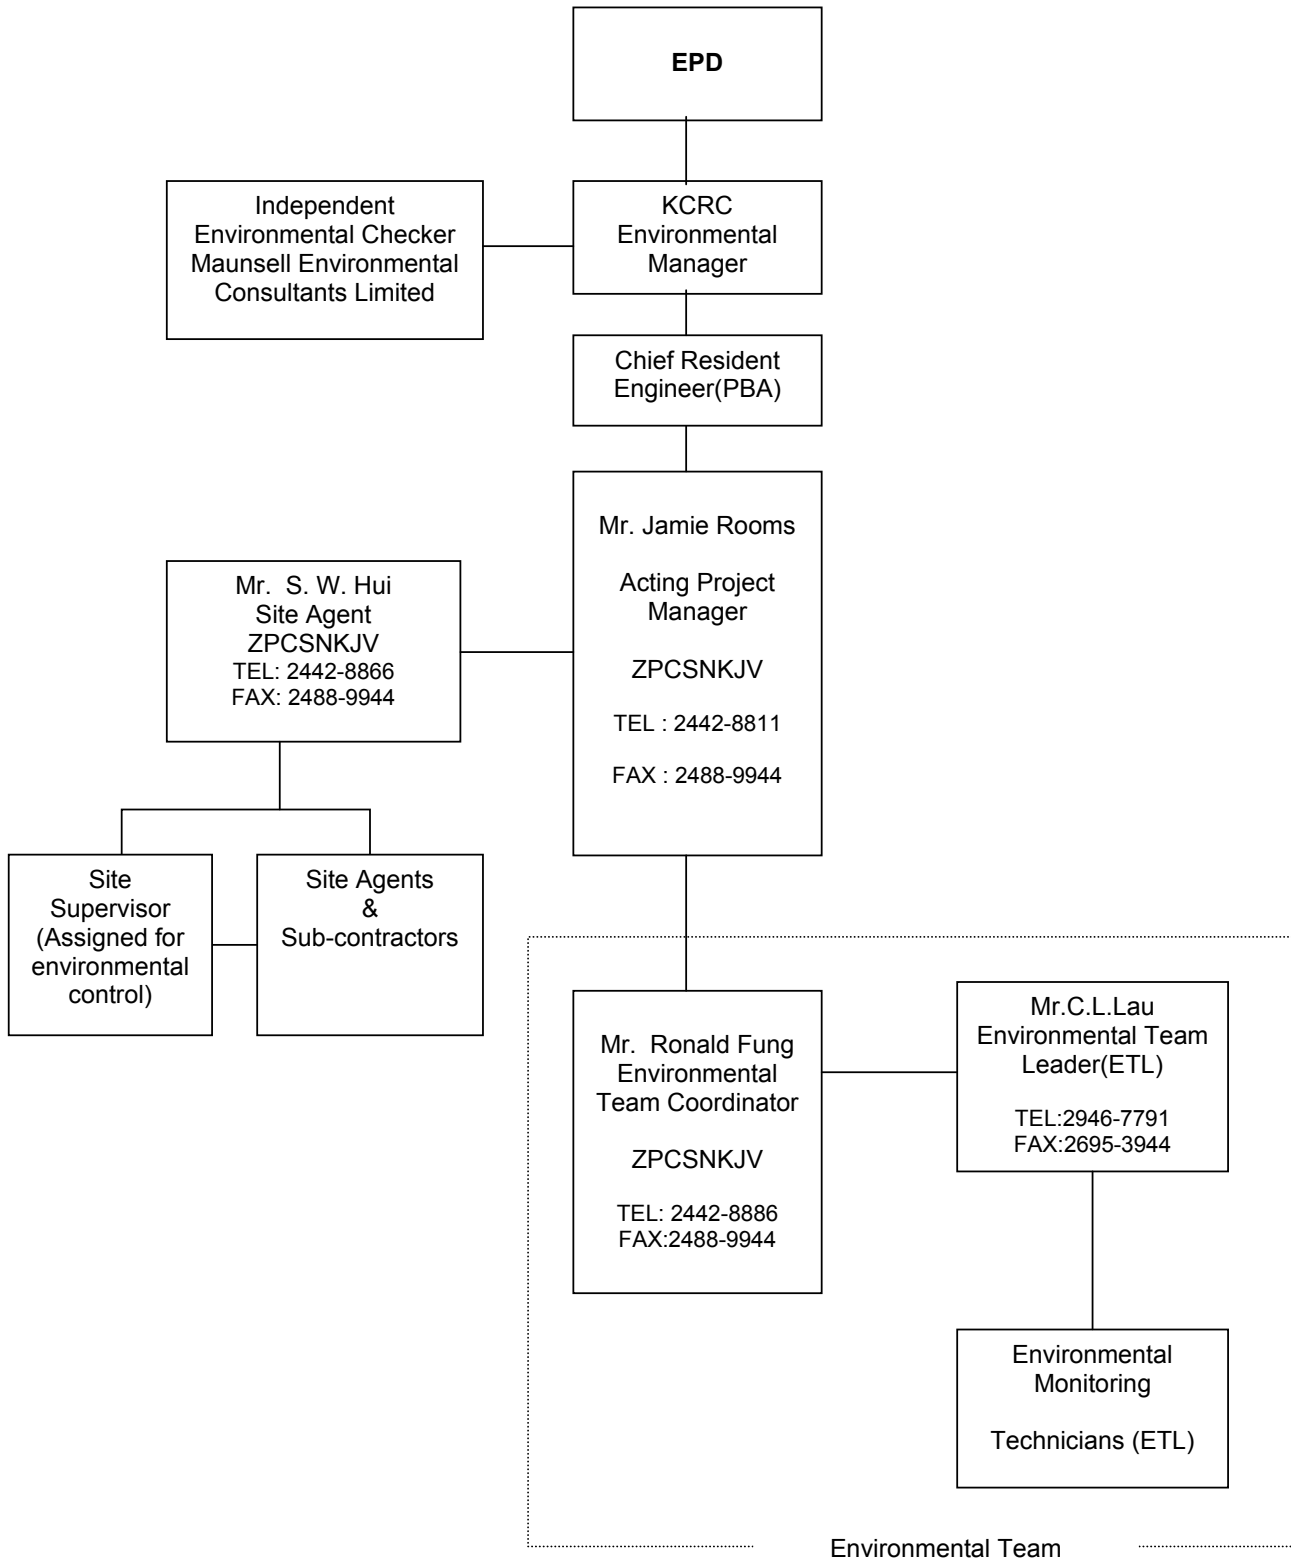 EPD
Independent
Environmental Checker
Maunsell Environmental
Consultants Limited
KCRC
Environmental
Manager
Chief Resident
Engineer(PBA)
Mr. Jamie Rooms
Acting Project
Manager
ZPCSNKJV
TEL : 2442-8811
FAX : 2488-9944
Mr.  S. W. Hui
Site Agent
ZPCSNKJV
TEL: 2442-8866
FAX: 2488-9944
Site
Supervisor
(Assigned for
environmental
control)
Site Agents
&
Sub-contractors
Mr.  Ronald Fung
Environmental
Team Coordinator
ZPCSNKJV
TEL: 2442-8886
FAX:2488-9944
Mr.C.L.Lau
Environmental Team
Leader(ETL)
TEL:2946-7791
FAX:2695-3944
Environmental
Monitoring
Technicians (ETL)
Environmental Team